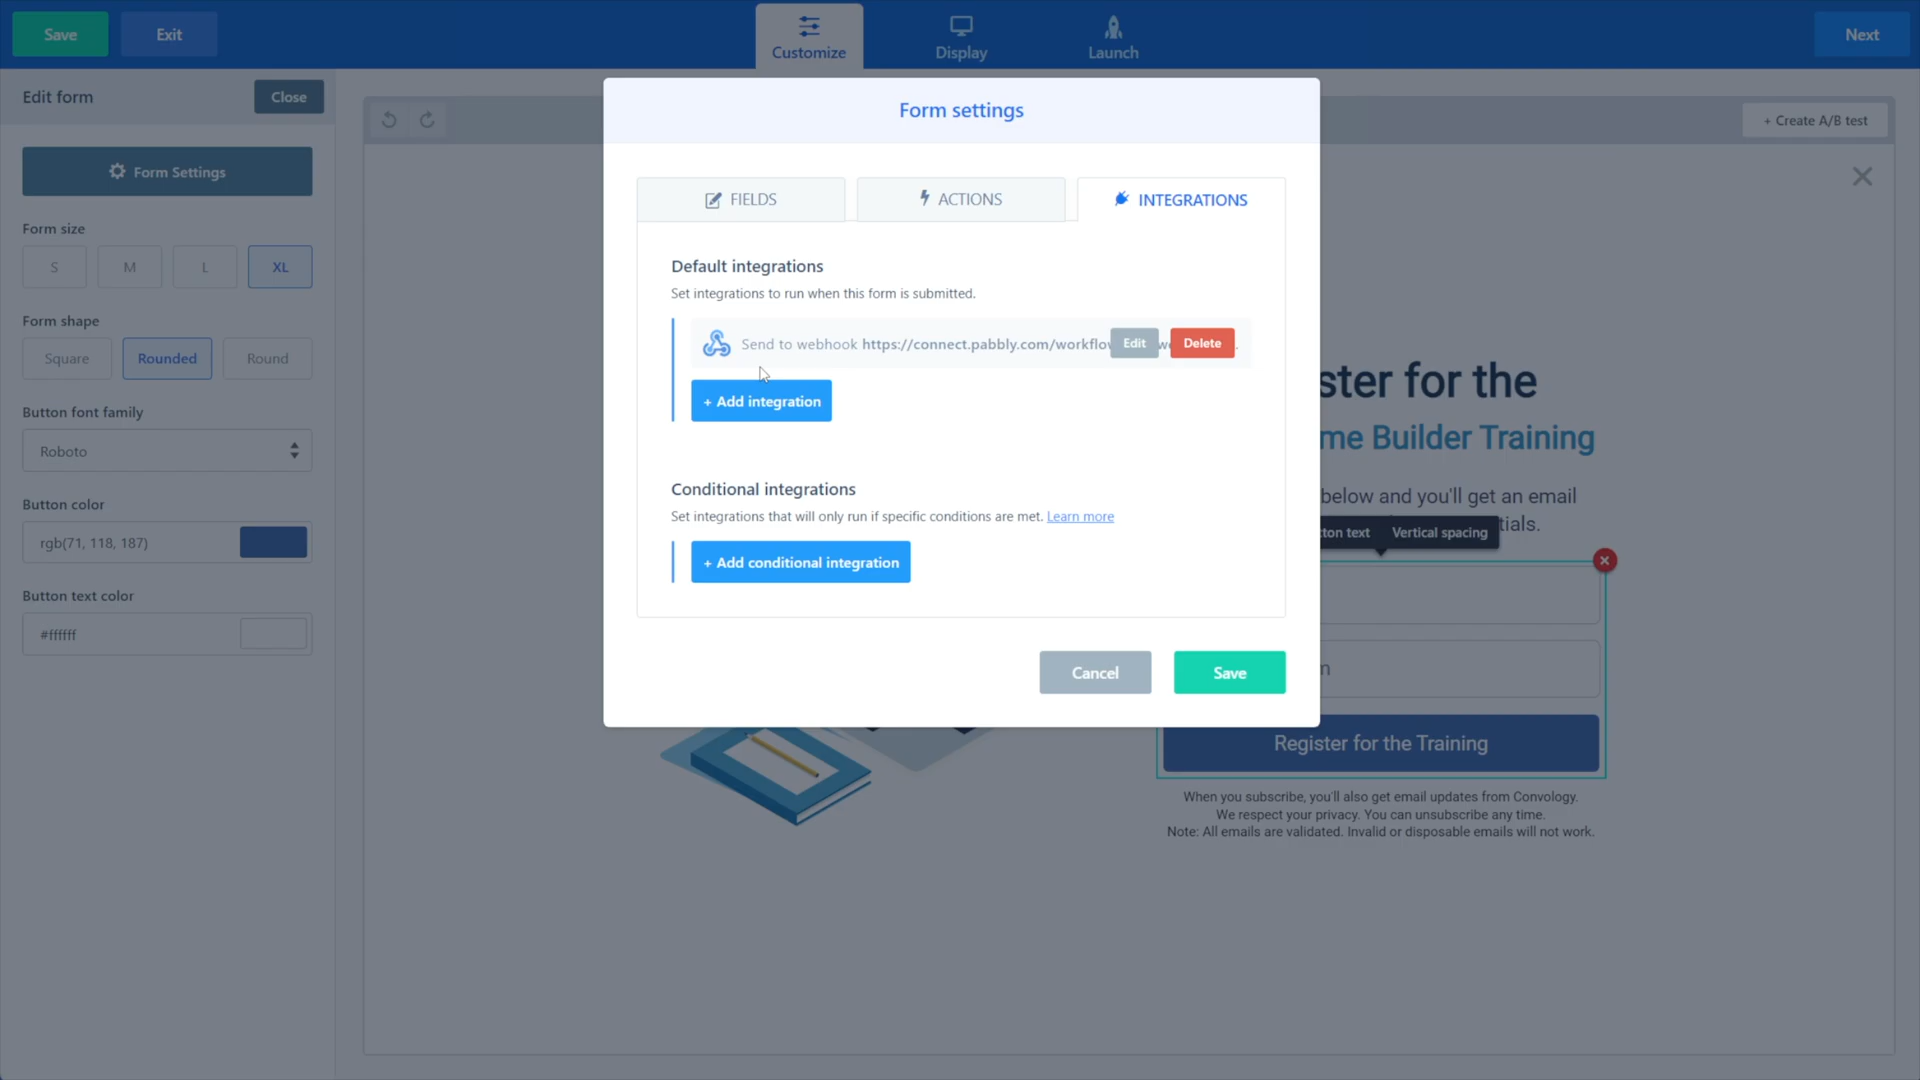 Save
Exit
Customize
Display
Launch
Next
Edit form
Close
Form Settings
Form size
S
M
L
XL
Form shape
Square
Rounded
Round
Button font family
Roboto
Button color
rgb(71, 118, 187)
Button text color
#ffffff
+ Create A/B test
Form settings
FIELDS
ACTIONS
INTEGRATIONS
Default integrations
Set integrations to run when this form is submitted.
Send to webhook https://connect.pabbly.com/workflow
Edit
Delete
+ Add integration
Conditional integrations
Set integrations that will only run if specific conditions are met. Learn more
+ Add conditional integration
Cancel
Save
ster for the
me Builder Training
below and you'll get an email
tials.
ton text
Vertical spacing
Register for the Training
When you subscribe, you'll also get email updates from Convology.
We respect your privacy. You can unsubscribe any time.
Note: All emails are validated. Invalid or disposable emails will not work.